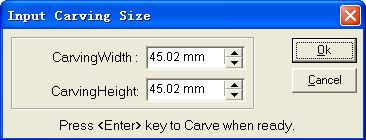 Input Carving Size
CarvingWidth : 45.02 mm
Ok
CarvingHeight: 45.02 mm
Cancel
Press <Enter> key to Carve when ready.